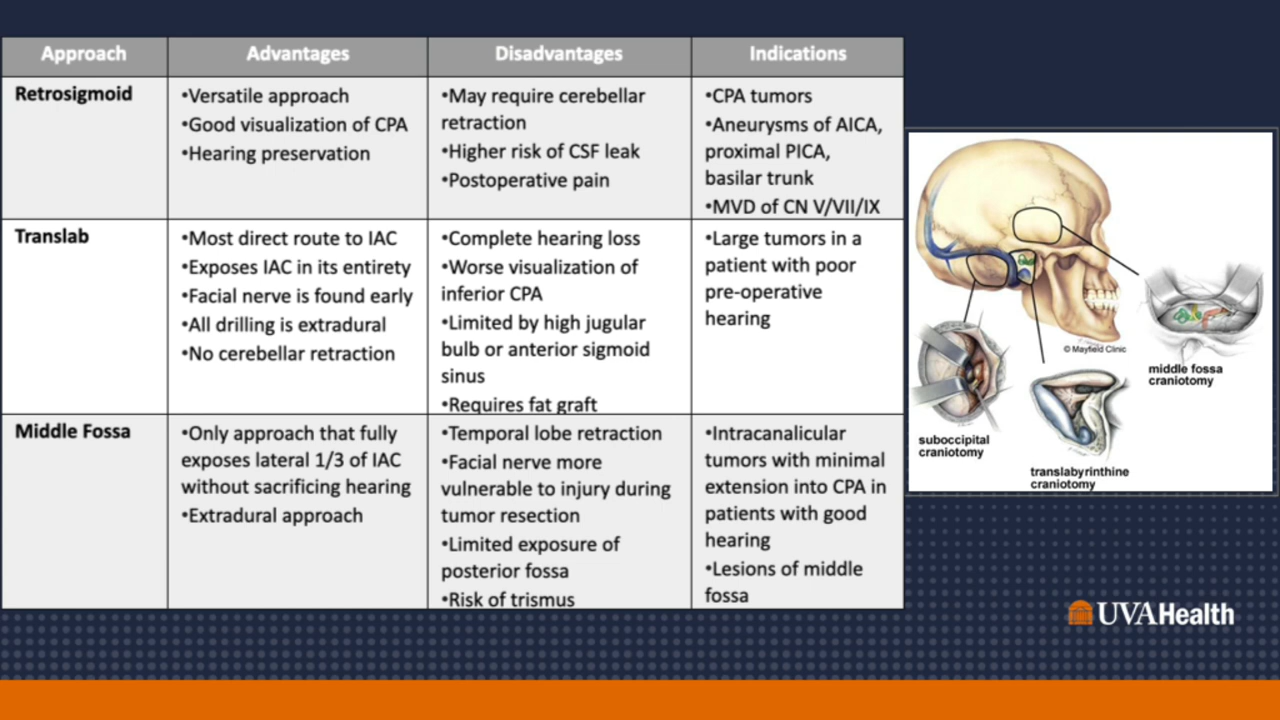 Approach
Advantages
Disadvantages
Indications
Retrosigmoid
•Versatile approach
•Good visualization of CPA
•Hearing preservation
•May require cerebellar
retraction
•Higher risk of CSF leak
•Postoperative pain
•CPA tumors
•Aneurysms of AICA,
proximal PICA,
basilar trunk
•MVD of CN V/VII/IX
Translab
•Most direct route to IAC
•Exposes IAC in its entirety
•Facial nerve is found early
•All drilling is extradural
•No cerebellar retraction
•Complete hearing loss
•Worse visualization of
inferior CPA
•Limited by high jugular
bulb or anterior sigmoid
sinus
•Requires fat graft
•Large tumors in a
patient with poor
pre-operative
hearing
Middle Fossa
•Only approach that fully
exposes lateral 1/3 of IAC
without sacrificing hearing
•Extradural approach
•Temporal lobe retraction
•Facial nerve more
vulnerable to injury during
tumor resection
•Limited exposure of
posterior fossa
•Risk of trismus
•Intracanalicular
tumors with minimal
extension into CPA in
patients with good
hearing
•Lesions of middle
fossa
© Mayfield Clinic
middle fossa
craniotomy
suboccipital
craniotomy
translabyrinthine
craniotomy
UVAHealth